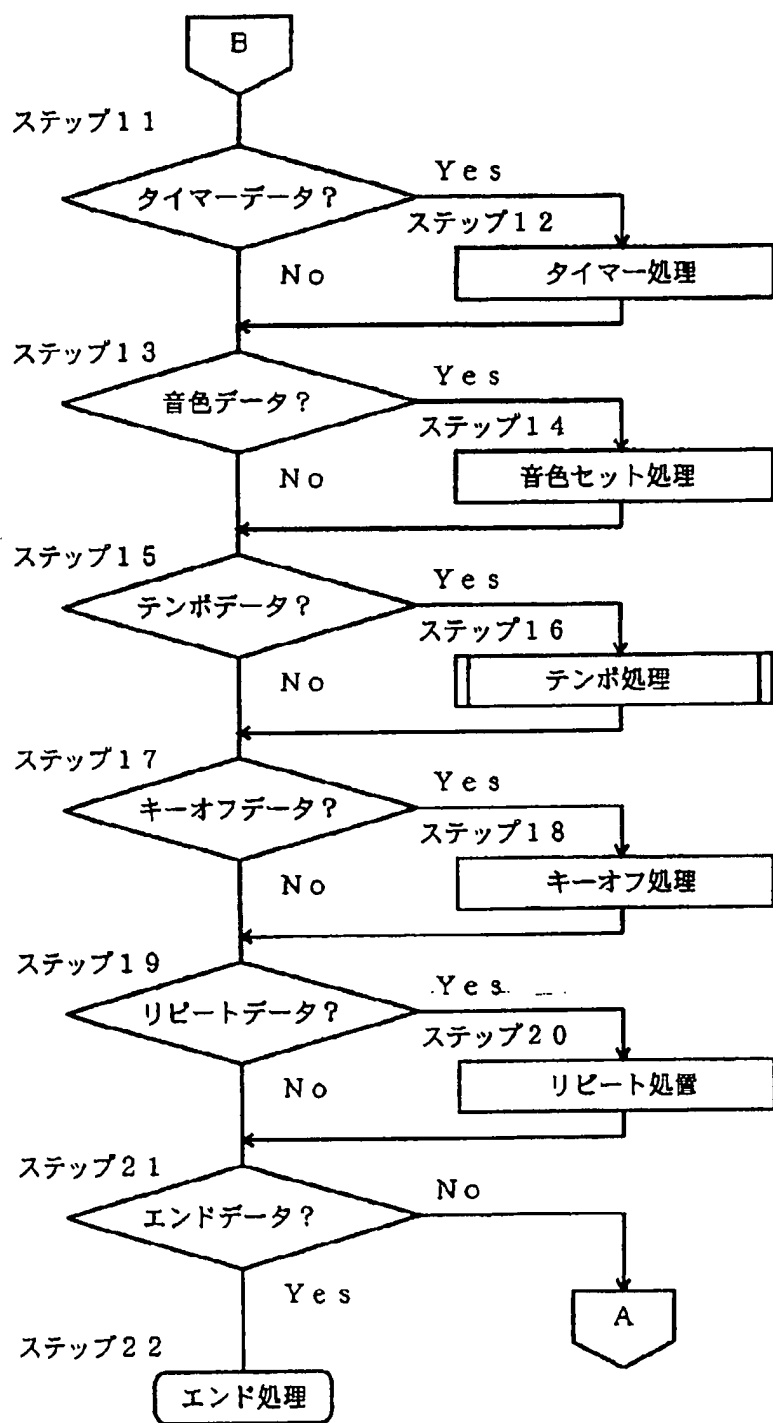 B
ステップ11
タイマーデータ?
Yes
ステップ12
タイマー処理
No
ステップ13
音色データ?
Yes
ステップ14
音色セット処理
No
ステップ15
テンポデータ?
Yes
ステップ16
テンポ処理
No
ステップ17
キーオフデータ?
Yes
ステップ18
キーオフ処理
No
ステップ19
リピートデータ?
Yes
ステップ20
リピート処置
No
ステップ21
エンドデータ?
No
A
Yes
ステップ22
エンド処理